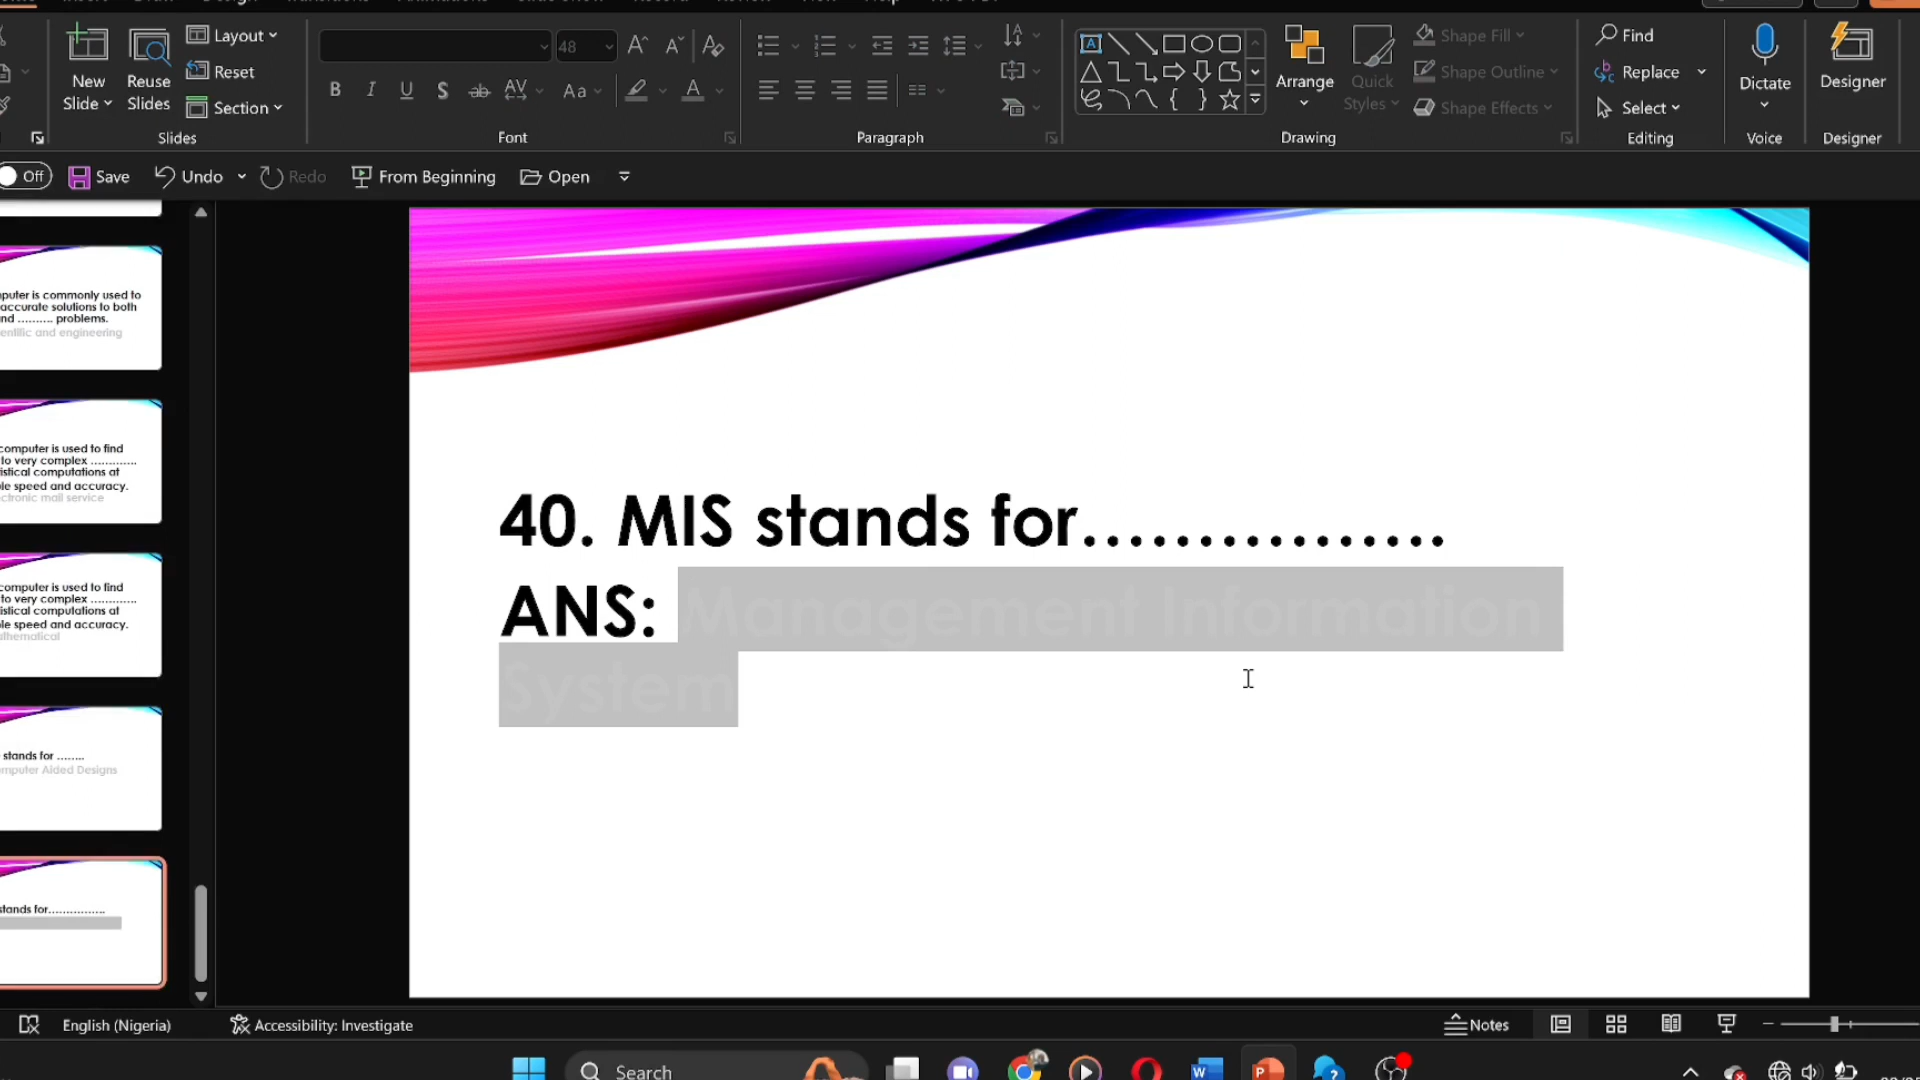 Layout
New
Slide
Reuse
Slides
Reset
Section
Slides
48
B
I
U
S
ab
AV
Aa
A
Font
Paragraph
Arrange
Quick
Styles
Shape Fill
Shape Outline
Shape Effects
Drawing
Find
Replace
Select
Editing
Dictate
Voice
Designer
Designer
Off
Save
Undo
Redo
From Beginning
Open
puter is commonly used to
accurate solutions to both
nd .......... problems.
entific and engineering
computer is used to find
to very complex .............
istical computations at
le speed and accuracy.
ctronic mail service
computer is used to find
to very complex .............
istical computations at
le speed and accuracy.
athematical
stands for ........
mputer Aided Designs
stands for................
40. MIS stands for................
ANS: Management Information
System
English (Nigeria)
Accessibility: Investigate
Notes
Search